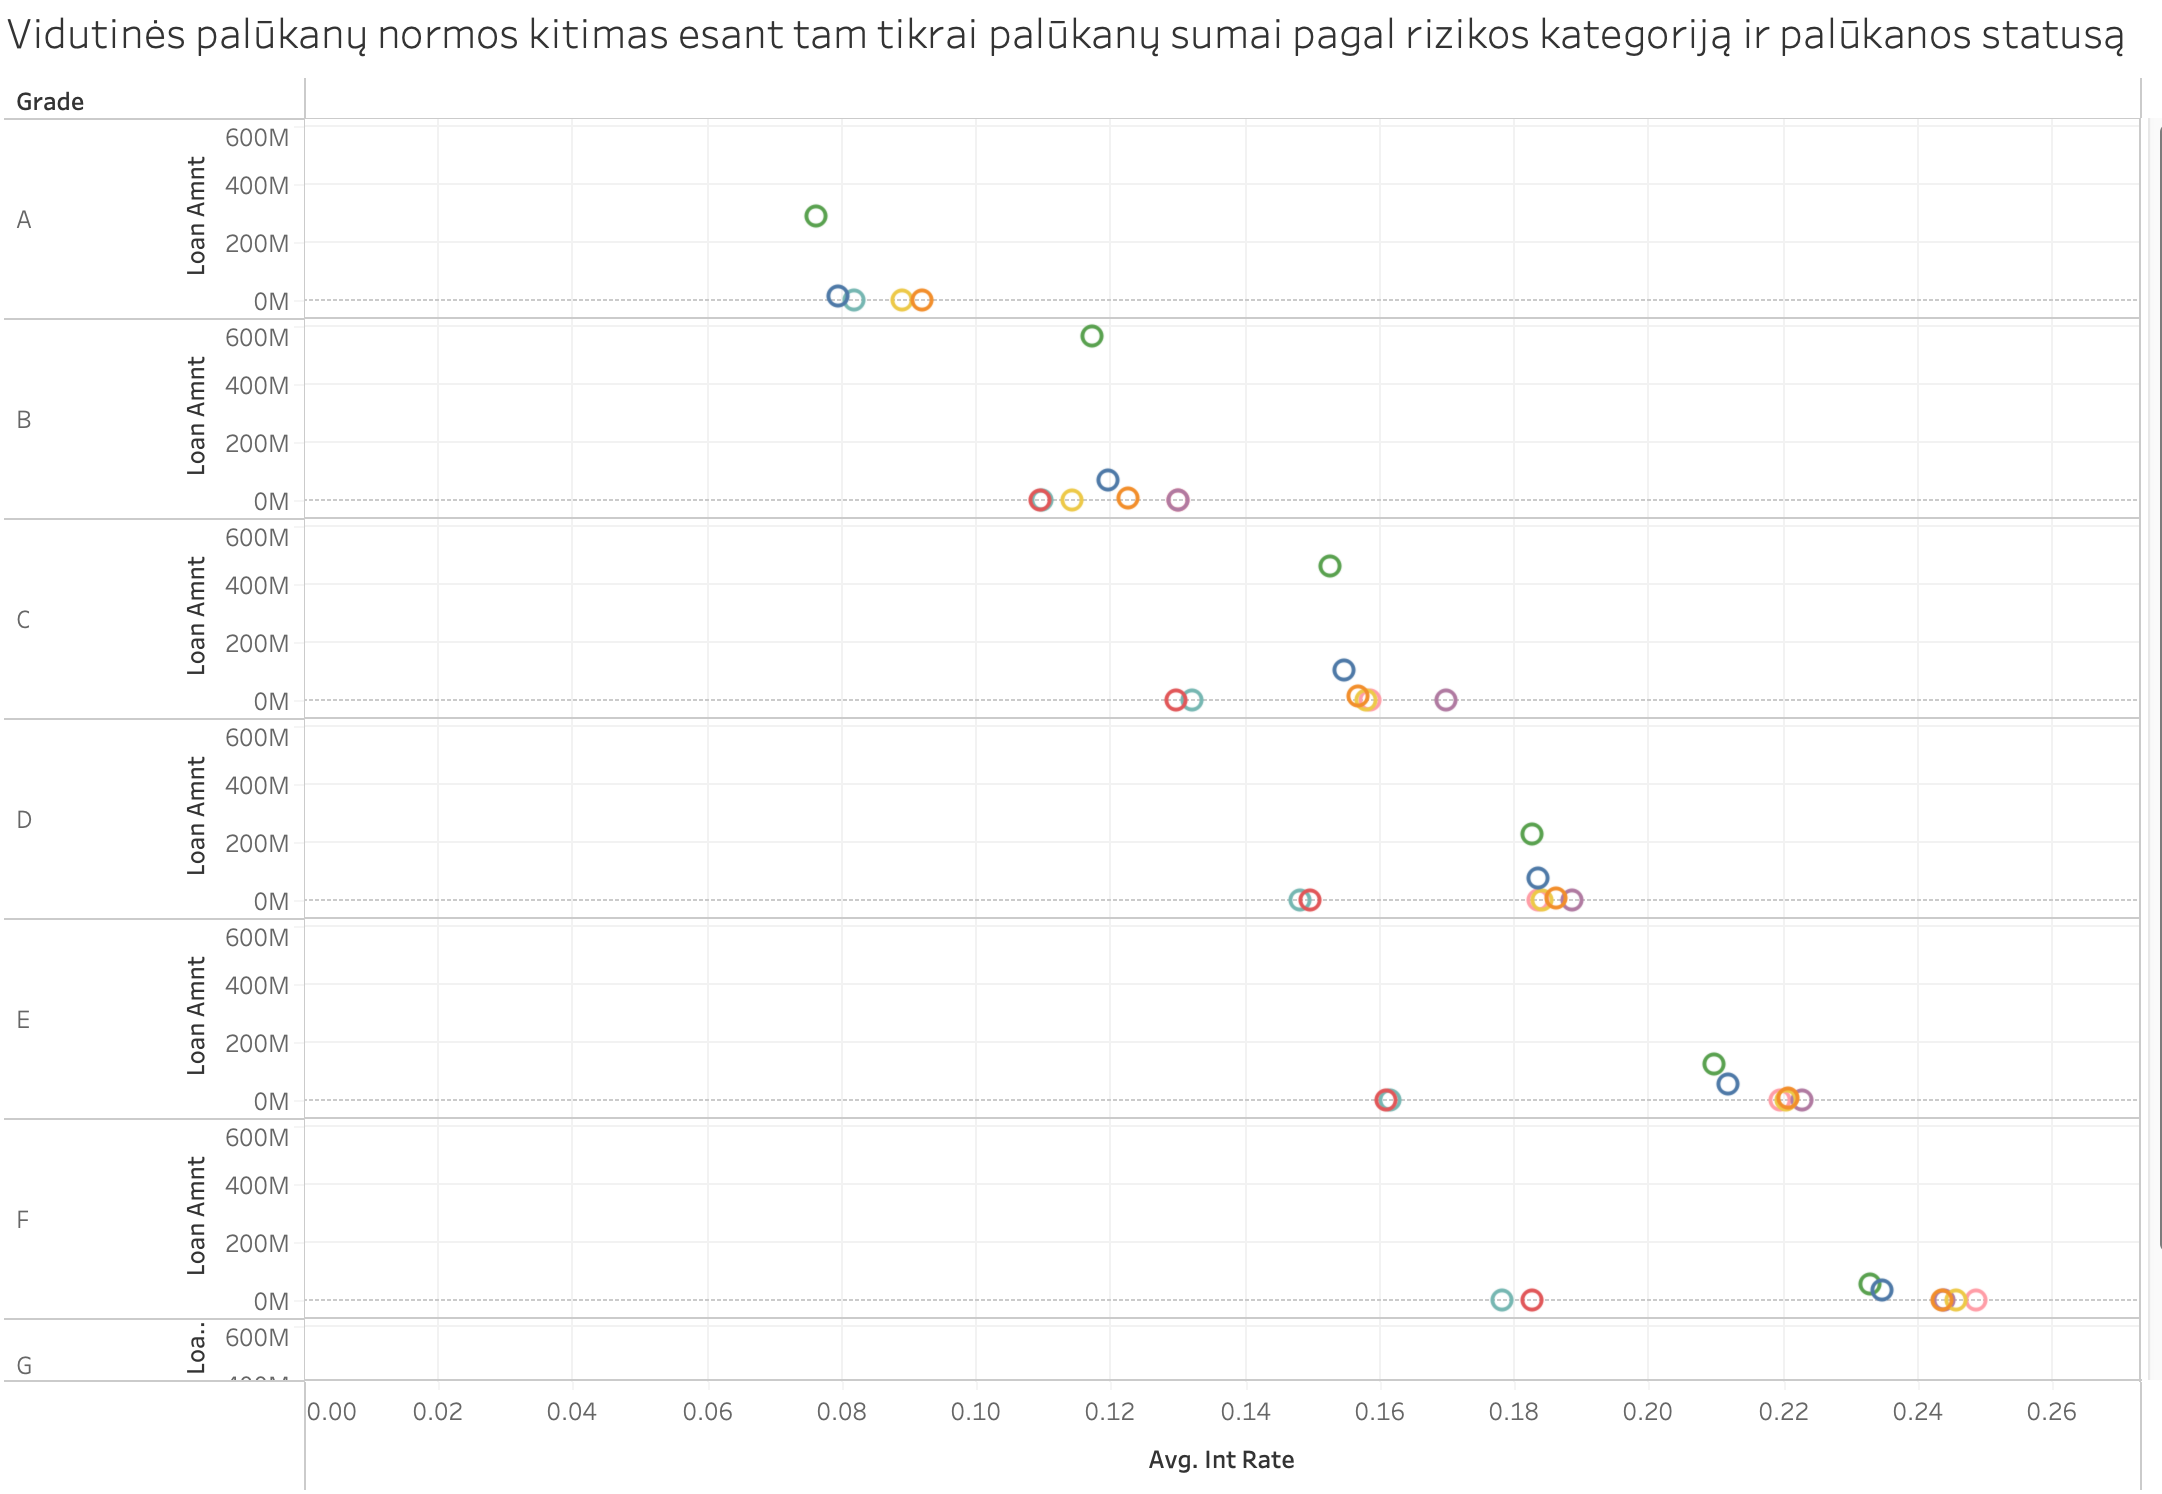 Vidutinės palūkanų normos kitimas esant tam tikrai palūkanų sumai pagal rizikos kategoriją ir palūkanos statusą
Grade
A
Loan Amnt
600M
400M
200M
0M
B
Loan Amnt
600M
400M
200M
0M
C
Loan Amnt
600M
400M
200M
0M
D
Loan Amnt
600M
400M
200M
0M
E
Loan Amnt
600M
400M
200M
0M
F
Loan Amnt
600M
400M
200M
0M
G
Loa..
600M
0.00 0.02 0.04 0.06 0.08 0.10 0.12 0.14 0.16 0.18 0.20 0.22 0.24 0.26
Avg. Int Rate